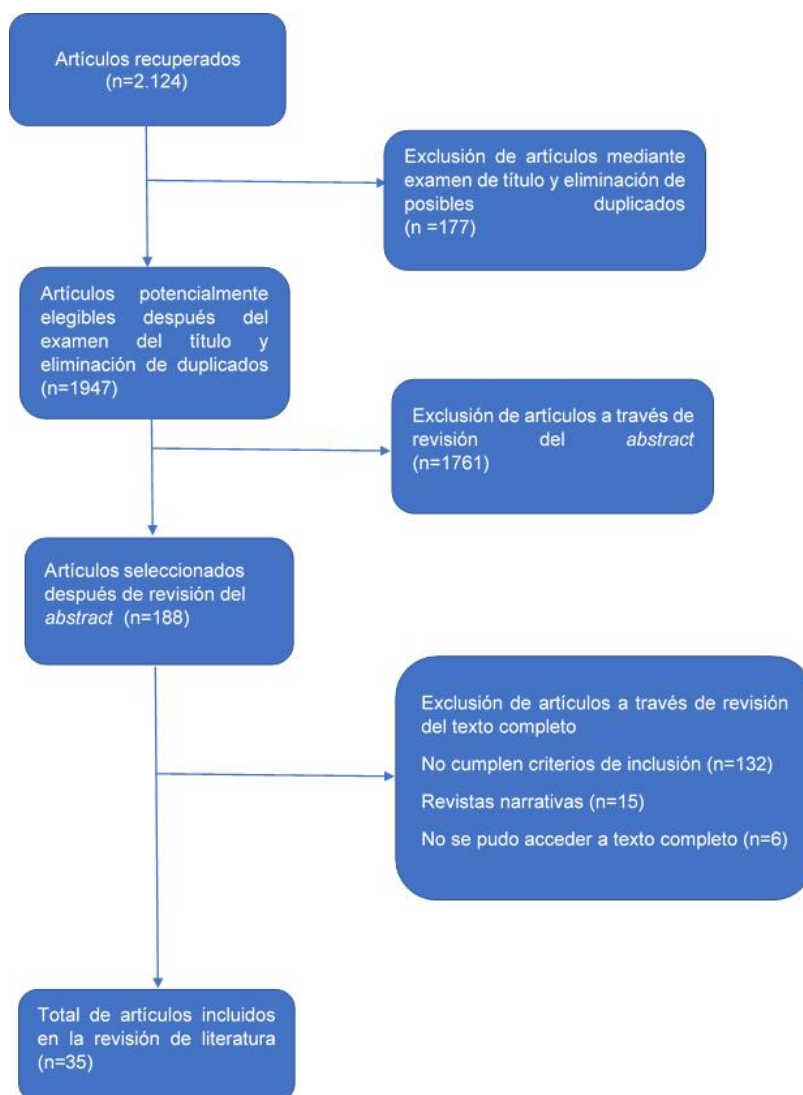 Artículos recuperados
(n=2.124)
Exclusión de artículos mediante
examen de título y eliminación de
posibles duplicados
(n =177)
Artículos potencialmente
elegibles después del
examen del título y
eliminación de duplicados
(n=1947)
Exclusión de artículos a través de
revisión del abstract
(n=1761)
Artículos seleccionados
después de revisión del
abstract (n=188)
Exclusión de artículos a través de revisión
del texto completo
No cumplen criterios de inclusión (n=132)
Revistas narrativas (n=15)
No se pudo acceder a texto completo (n=6)
Total de artículos incluidos
en la revisión de literatura
(n=35)